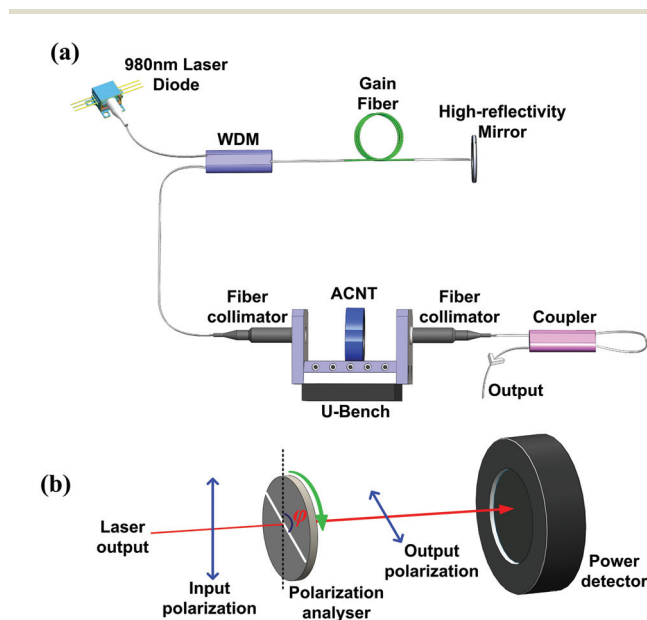 (a)
980nm Laser
Diode
WDM
Gain
Fiber
High-reflectivity
Mirror
Fiber
collimator
ACNT
Fiber
collimator
Coupler
U-Bench
Output
(b)
Laser
output
Input
polarization
φ
Polarization
analyser
Output
polarization
Power
detector